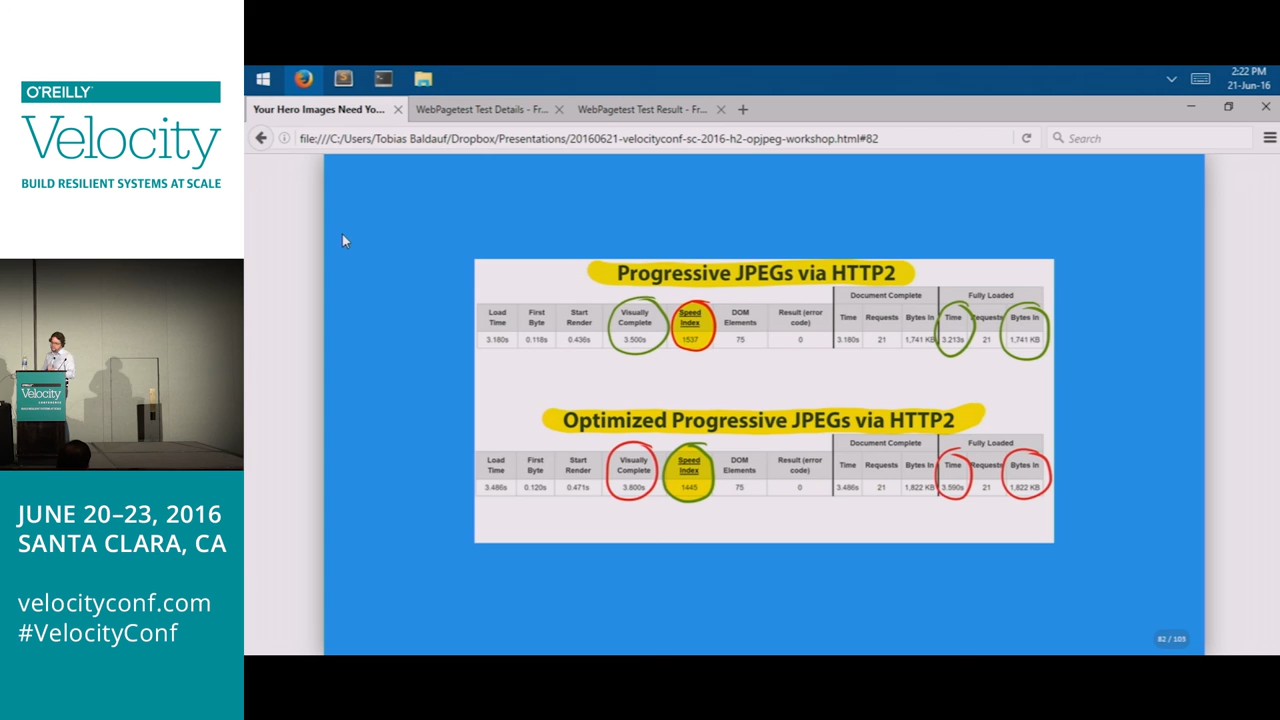 O'REILLY
Velocity
BUILD RESILIENT SYSTEMS AT SCALE
JUNE 20–23, 2016
SANTA CLARA, CA
velocityconf.com
#VelocityConf
Velocity
2:22 PM
21-Jun-16
Your Hero Images Need Yo...
WebPagetest Test Details - Fr...
WebPagetest Test Result - Fr...
file:///C:/Users/Tobias Baldauf/Dropbox/Presentations/20160621-velocityconf-sc-2016-h2-opjpeg-workshop.html#82
Search
Progressive JPEGs via HTTP2
Document Complete Fully Loaded
Load Time First Byte Start Render Visually Complete Speed Index DOM Elements Result (error code) Time Requests Bytes In Time Requests Bytes In
3.180s 0.118s 0.436s 3.500s 1537 75 0 3.180s 21 1,741 KB 3.213s 21 1,741 KB
Optimized Progressive JPEGs via HTTP2
Document Complete Fully Loaded
Load Time First Byte Start Render Visually Complete Speed Index DOM Elements Result (error code) Time Requests Bytes In Time Requests Bytes In
3.486s 0.120s 0.471s 3.800s 1445 75 0 3.486s 21 1,822 KB 3.590s 21 1,822 KB
82 / 103